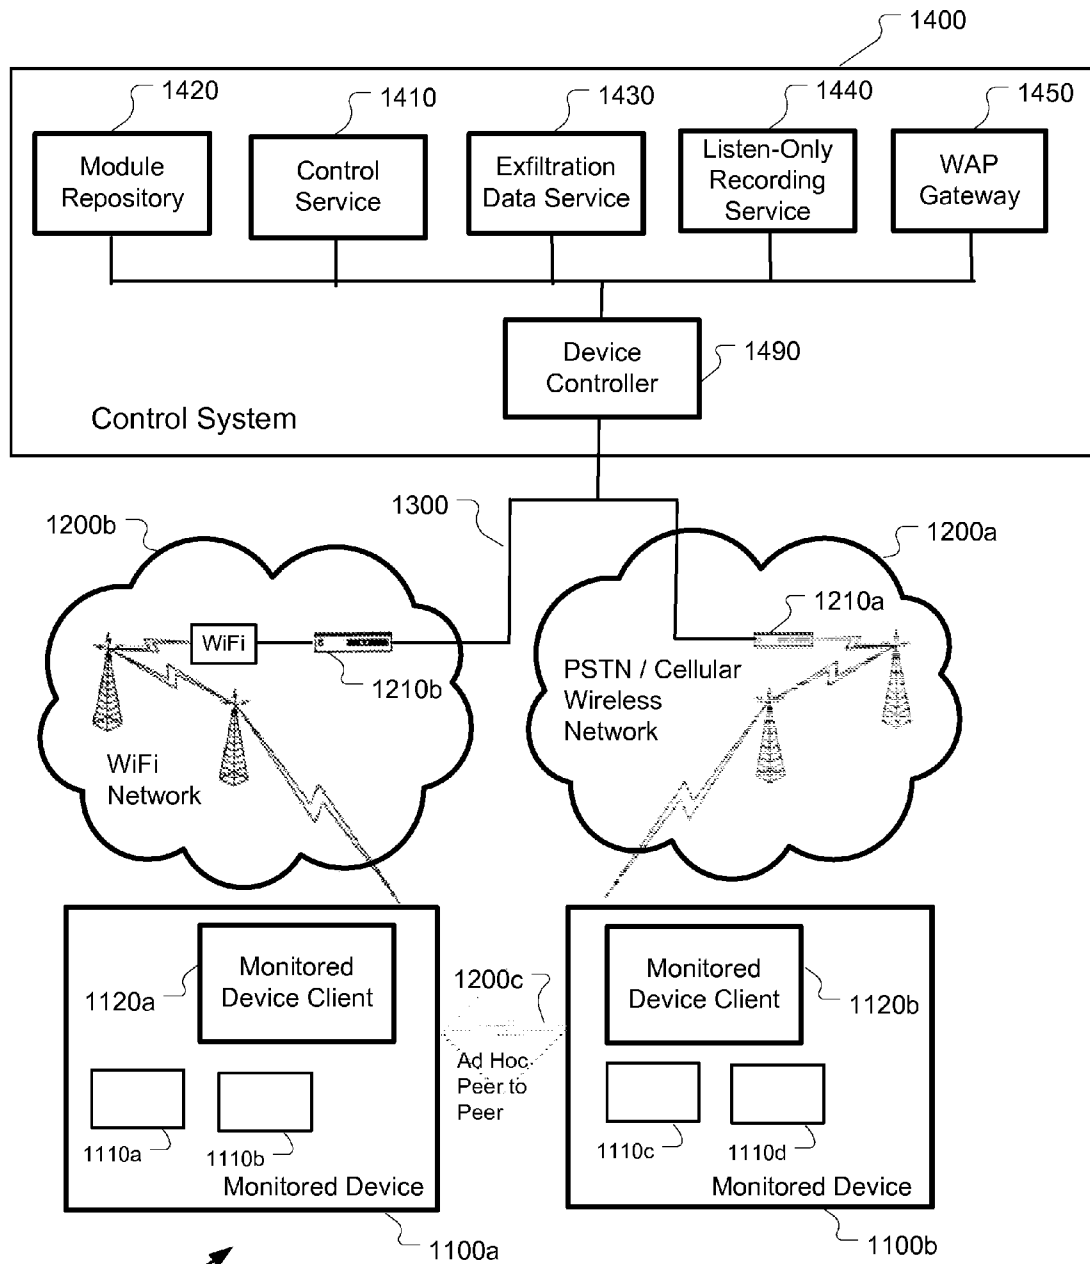 1400
1420
1410
1430
1440
1450
Module
Repository
Control
Service
Exfiltration
Data Service
Listen-Only
Recording
Service
WAP
Gateway
Device
Controller
1490
Control System
1300
1200b
1200a
WiFi
1210b
1210a
PSTN / Cellular
Wireless
Network
WiFi
Network
Monitored
Device Client
1120a
1200c
Monitored
Device Client
1120b
Ad Hoc
Peer to
Peer
1110a
1110b
1110c
1110d
Monitored Device
Monitored Device
1100a
1100b